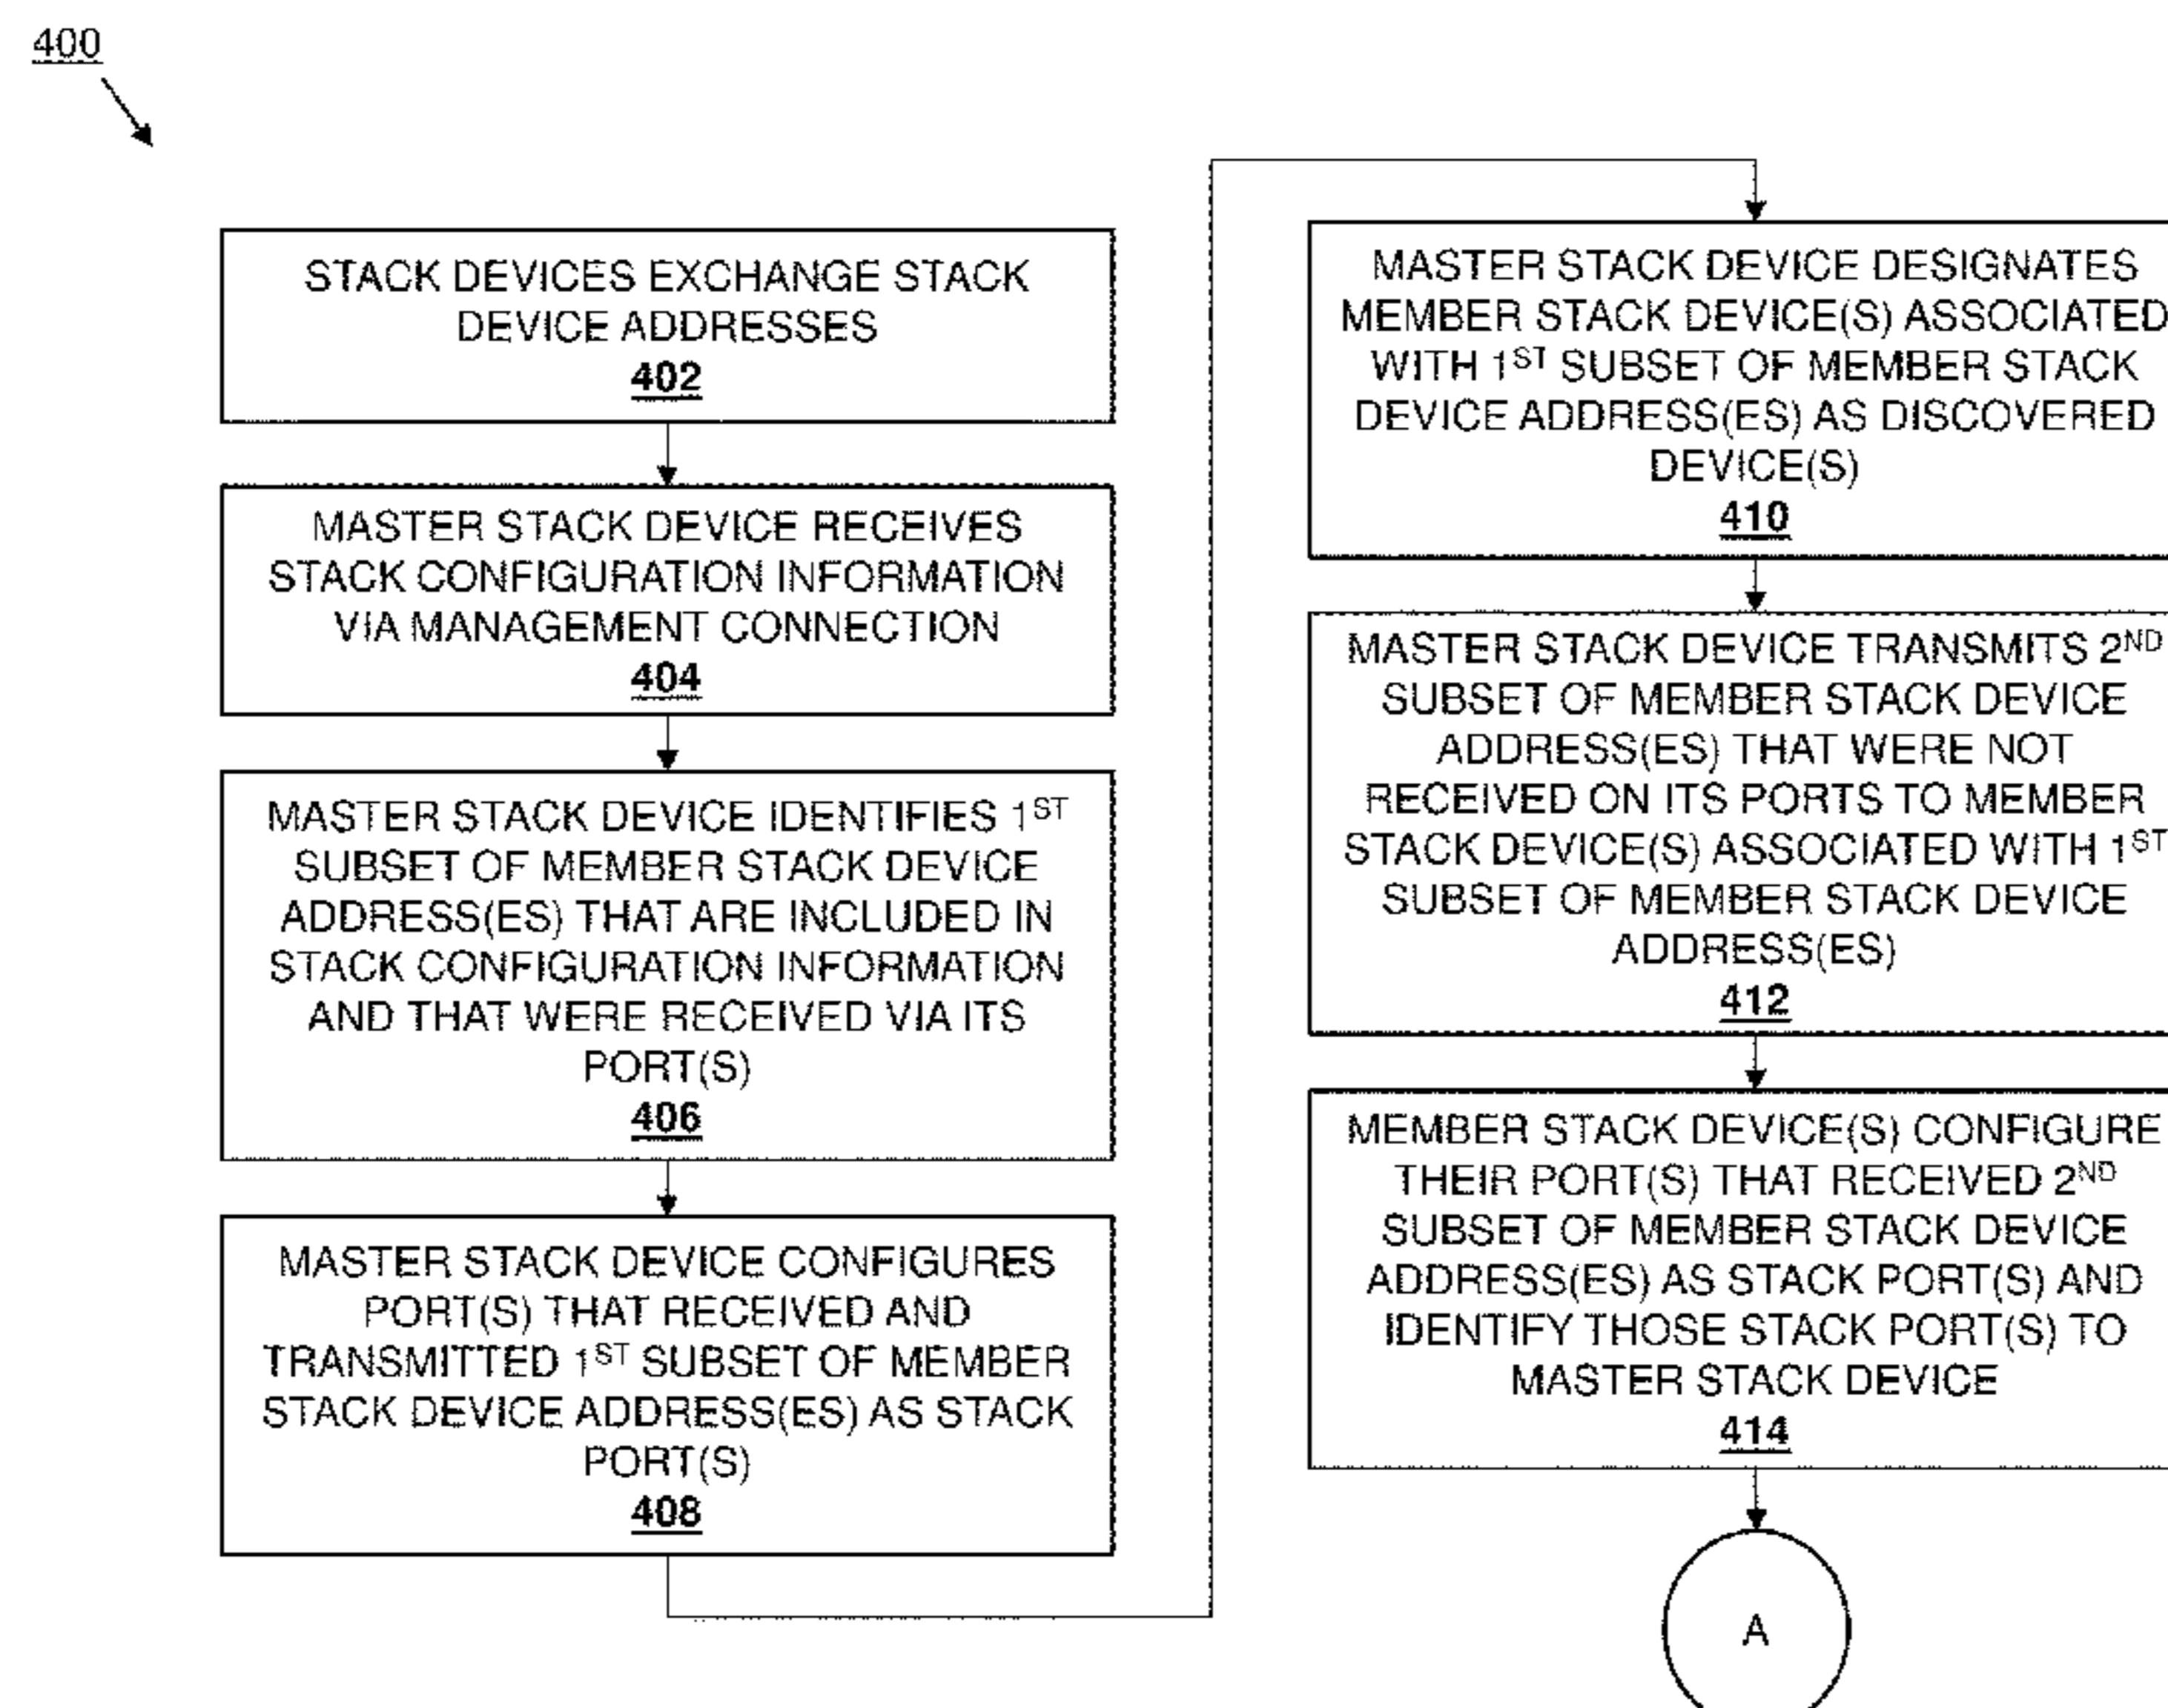 400
STACK DEVICES EXCHANGE STACK
DEVICE ADDRESSES
402
MASTER STACK DEVICE RECEIVES
STACK CONFIGURATION INFORMATION
VIA MANAGEMENT CONNECTION
404
MASTER STACK DEVICE IDENTIFIES 1ST
SUBSET OF MEMBER STACK DEVICE
ADDRESS(ES) THAT ARE INCLUDED IN
STACK CONFIGURATION INFORMATION
AND THAT WERE RECEIVED VIA ITS
PORT(S)
406
MASTER STACK DEVICE CONFIGURES
PORT(S) THAT RECEIVED AND
TRANSMITTED 1ST SUBSET OF MEMBER
STACK DEVICE ADDRESS(ES) AS STACK
PORT(S)
408
MASTER STACK DEVICE DESIGNATES
MEMBER STACK DEVICE(S) ASSOCIATED
WITH 1ST SUBSET OF MEMBER STACK
DEVICE ADDRESS(ES) AS DISCOVERED
DEVICE(S)
410
MASTER STACK DEVICE TRANSMITS 2ND
SUBSET OF MEMBER STACK DEVICE
ADDRESS(ES) THAT WERE NOT
RECEIVED ON ITS PORTS TO MEMBER
STACK DEVICE(S) ASSOCIATED WITH 1ST
SUBSET OF MEMBER STACK DEVICE
ADDRESS(ES)
412
MEMBER STACK DEVICE(S) CONFIGURE
THEIR PORT(S) THAT RECEIVED 2ND
SUBSET OF MEMBER STACK DEVICE
ADDRESS(ES) AS STACK PORT(S) AND
IDENTIFY THOSE STACK PORT(S) TO
MASTER STACK DEVICE
414
A